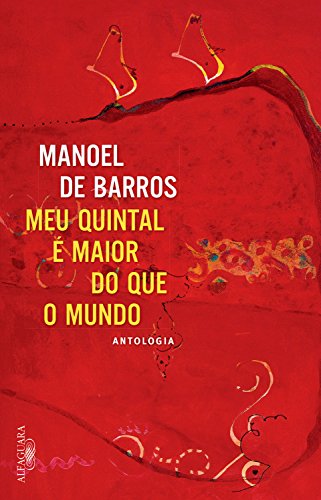 MANOEL
DE BARROS
MEU QUINTAL
É MAIOR
DO QUE
O MUNDO
ANTOLOGIA
ALFAGUARA